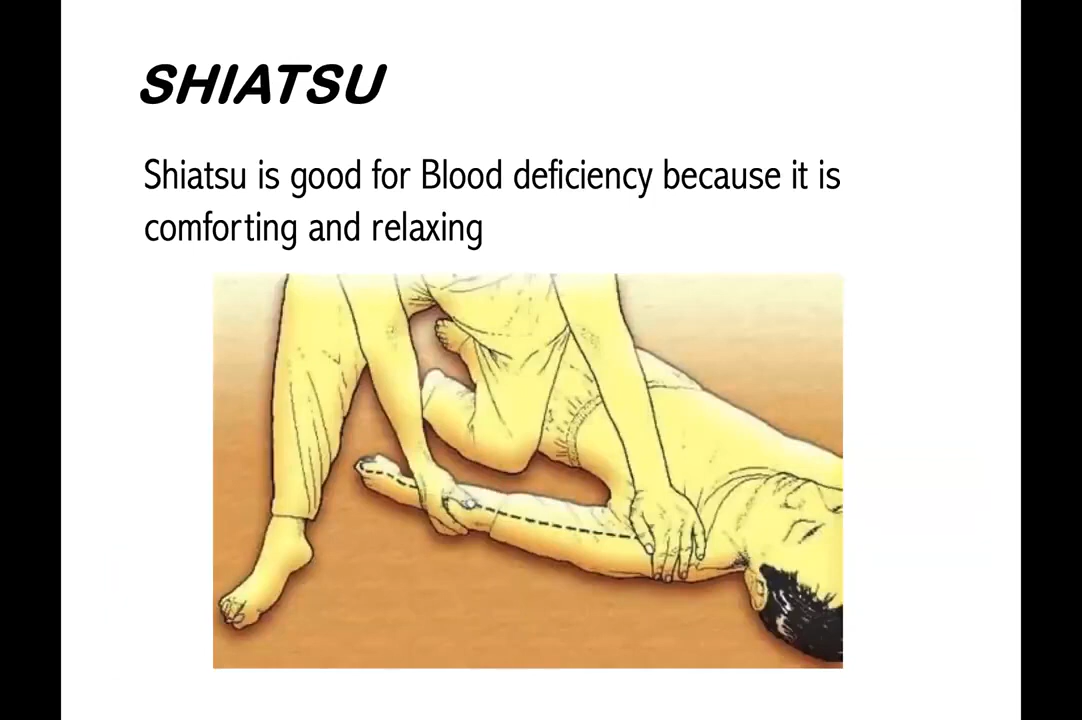 SHIATSU
Shiatsu is good for Blood deficiency because it is
comforting and relaxing